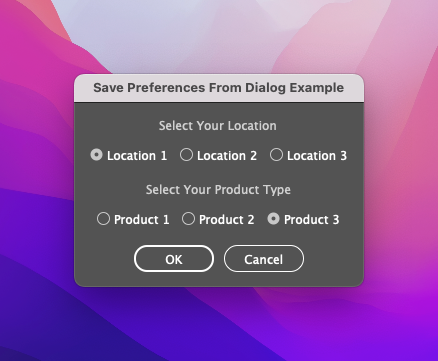 Save Preferences From Dialog Example
Select Your Location
Location 1 Location 2 Location 3
Select Your Product Type
Product 1 Product 2 Product 3
OK Cancel